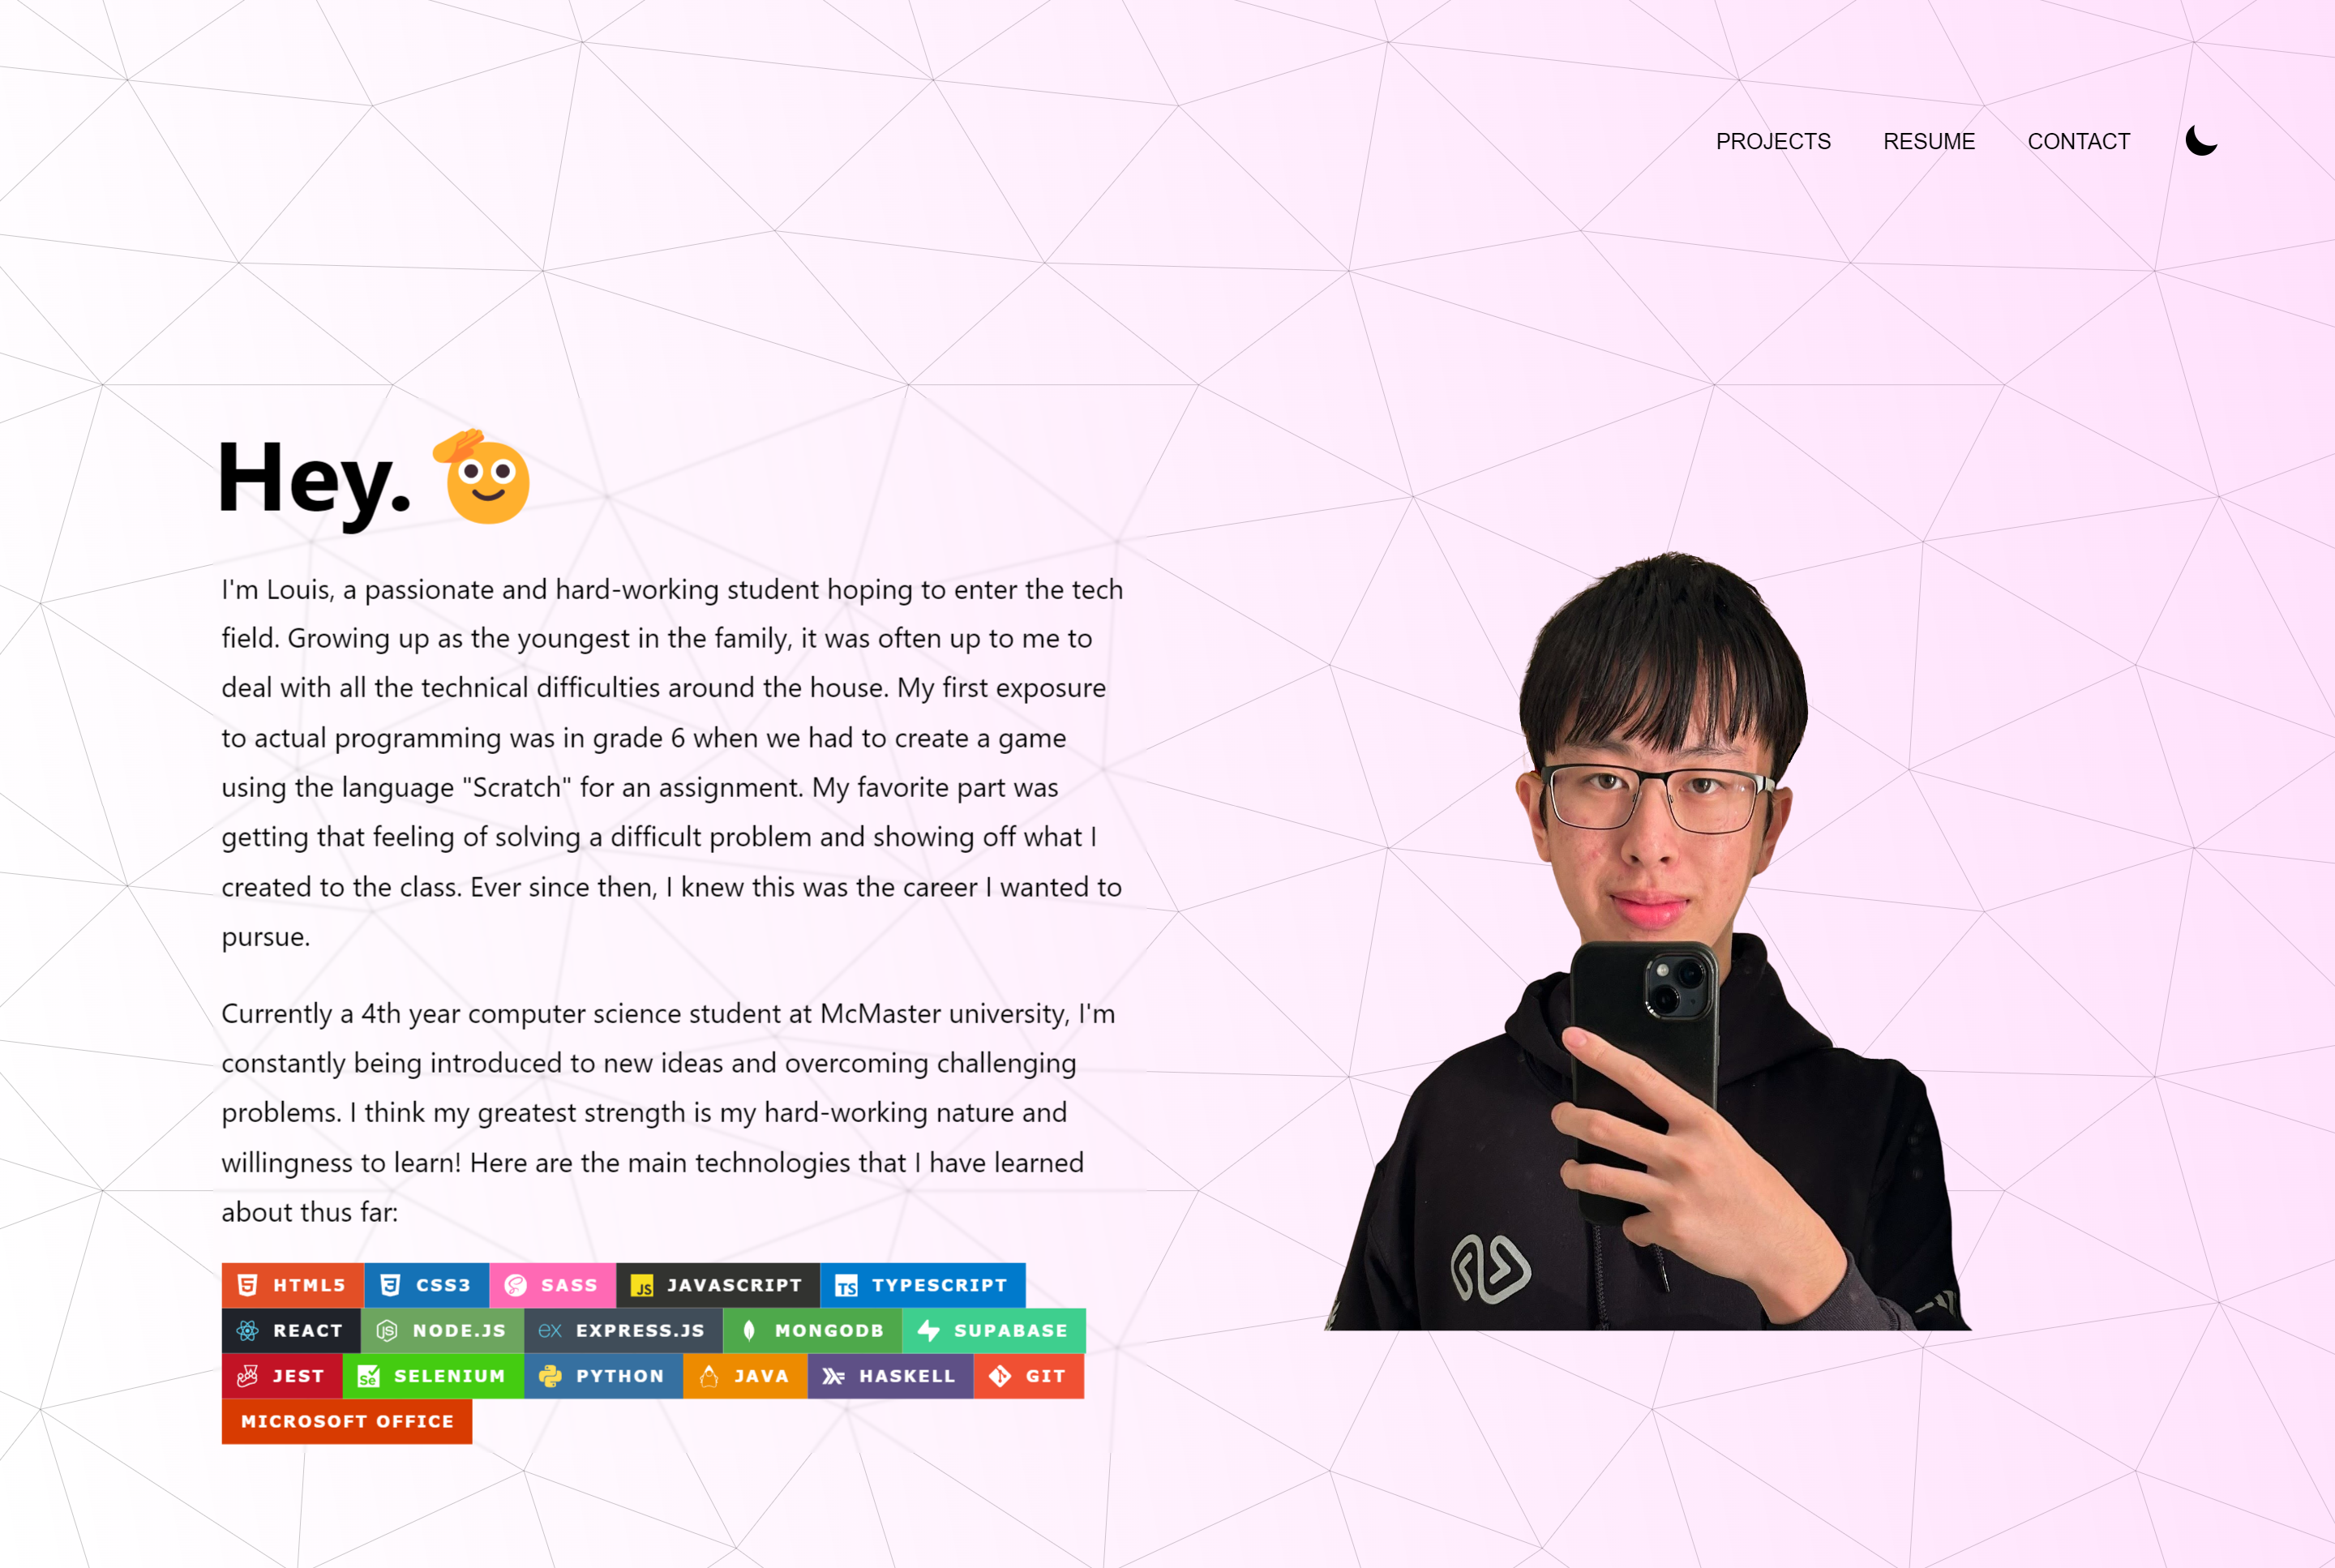 PROJECTS RESUME CONTACT
Hey.
I'm Louis, a passionate and hard-working student hoping to enter the tech
field. Growing up as the youngest in the family, it was often up to me to
deal with all the technical difficulties around the house. My first exposure
to actual programming was in grade 6 when we had to create a game
using the language "Scratch" for an assignment. My favorite part was
getting that feeling of solving a difficult problem and showing off what I
created to the class. Ever since then, I knew this was the career I wanted to
pursue.
Currently a 4th year computer science student at McMaster university, I'm
constantly being introduced to new ideas and overcoming challenging
problems. I think my greatest strength is my hard-working nature and
willingness to learn! Here are the main technologies that I have learned
about thus far:
HTML5 CSS3 SASS JS JAVASCRIPT TS TYPESCRIPT
REACT JS NODE.JS EX EXPRESS.JS MONGODB SUPABASE
JEST Se SELENIUM PYTHON JAVA HASKELL GIT
MICROSOFT OFFICE